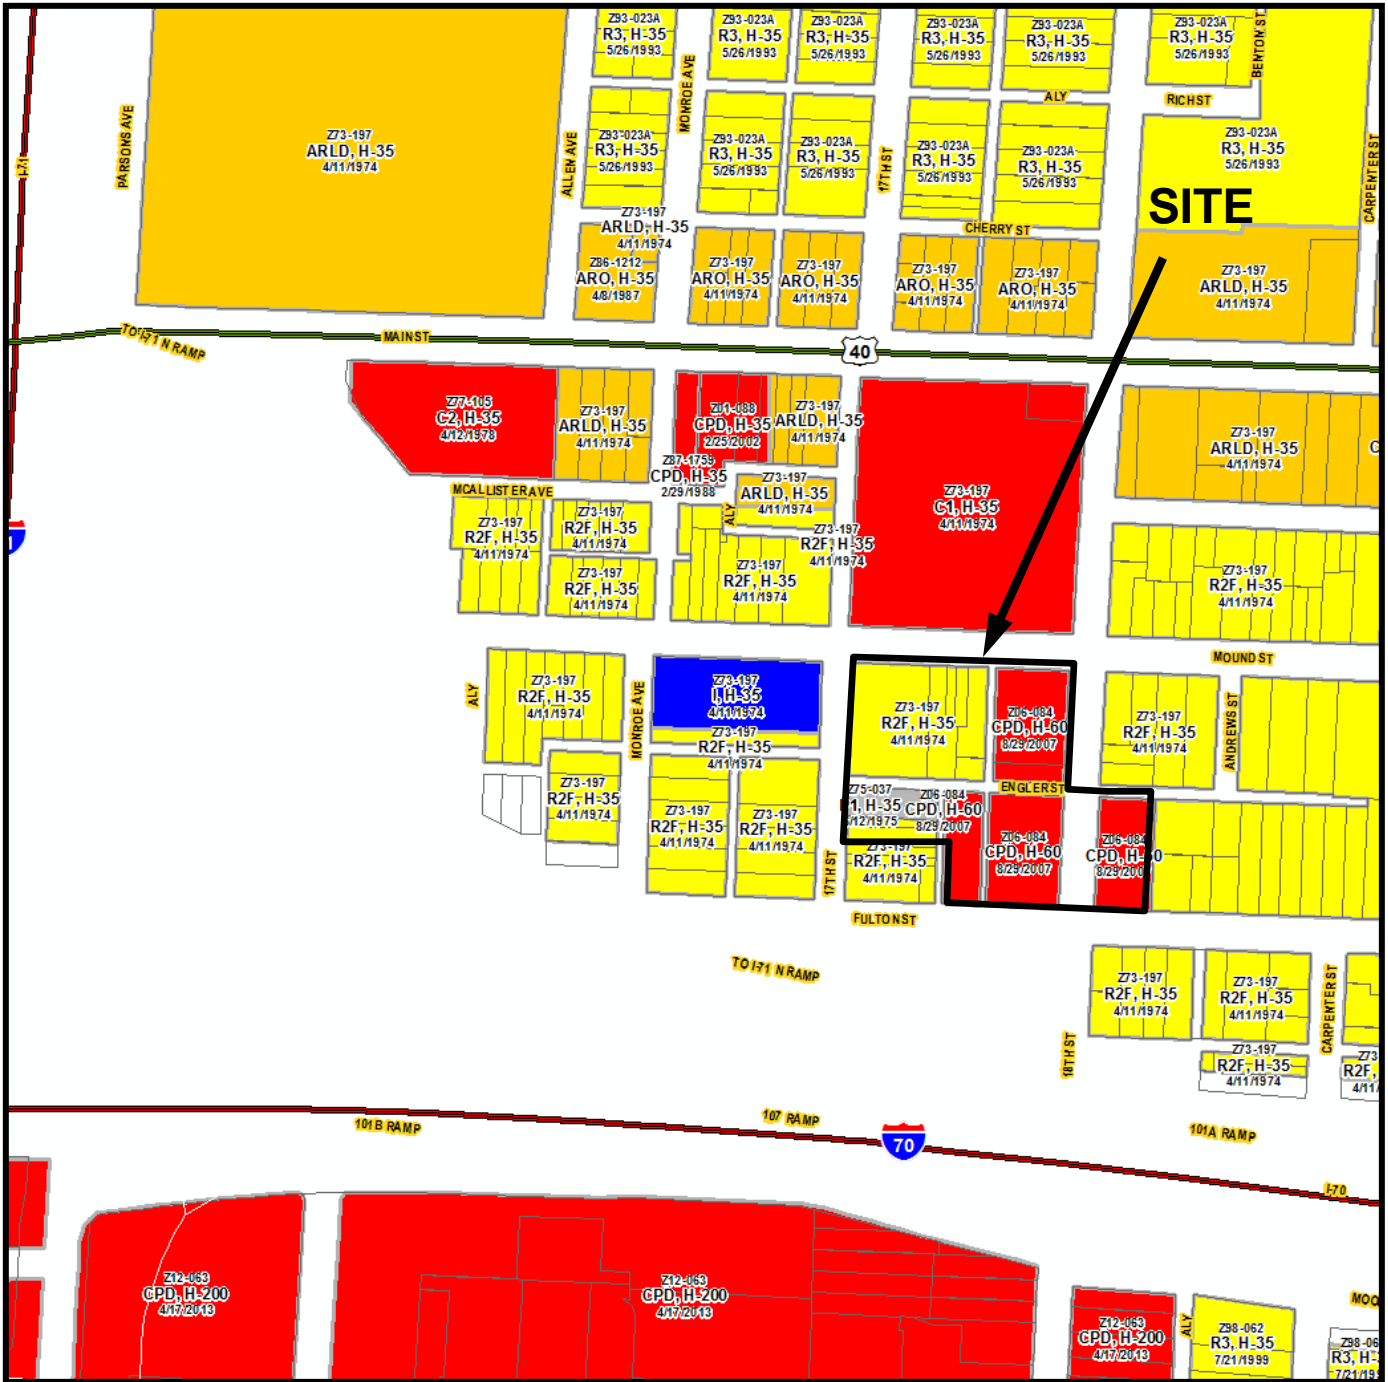 Z93-023A
R3, H-35
5/26/1993
Z93-023A
R3, H-35
5/26/1993
Z93-023A
R3, H-35
5/26/1993
Z93-023A
R3, H-35
5/26/1993
Z93-023A
R3, H-35
5/26/1993
Z93-023A
R3, H-35
5/26/1993
BENTON ST
I-71
PARSONS AVE
Z73-197
ARLD, H-35
4/11/1974
ALLEN AVE
MONROE AVE
ALY
RICH ST
Z93-023A
R3, H-35
5/26/1993
Z93-023A
R3, H-35
5/26/1993
Z93-023A
R3, H-35
5/26/1993
17TH ST
Z93-023A
R3, H-35
5/26/1993
Z93-023A
R3, H-35
5/26/1993
Z93-023A
R3, H-35
5/26/1993
CARPENTER ST
SITE
CHERRY ST
Z73-197
ARLD, H-35
4/11/1974
Z86-1212
ARO, H-35
4/8/1987
Z73-197
ARO, H-35
4/11/1974
Z73-197
ARO, H-35
4/11/1974
Z73-197
ARO, H-35
4/11/1974
Z73-197
ARO, H-35
4/11/1974
Z73-197
ARLD, H-35
4/11/1974
TO I-71 N RAMP
MAIN ST
40
Z77-105
C2, H-35
4/12/1978
Z73-197
ARLD, H-35
4/11/1974
Z01-088
CPD, H-35
2/25/2002
Z73-197
ARLD, H-35
4/11/1974
Z87-1759
CPD, H-35
2/29/1988
Z73-197
ARLD, H-35
4/11/1974
Z73-197
C1, H-35
4/11/1974
Z73-197
ARLD, H-35
4/11/1974
C
MCALLISTER AVE
ALY
Z73-197
R2F, H-35
4/11/1974
Z73-197
R2F, H-35
4/11/1974
Z73-197
R2F, H-35
4/11/1974
Z73-197
R2F, H-35
4/11/1974
Z73-197
R2F, H-35
4/11/1974
Z73-197
R2F, H-35
4/11/1974
MOUND ST
ALY
Z73-197
R2F, H-35
4/11/1974
MONROE AVE
Z73-197
I, H-35
4/11/1974
Z73-197
R2F, H-35
4/11/1974
Z73-197
R2F, H-35
4/11/1974
Z06-084
CPD, H-60
8/29/2007
Z73-197
R2F, H-35
4/11/1974
ANDREWS ST
ENGLER ST
Z73-197
R2F, H-35
4/11/1974
Z73-197
R2F, H-35
4/11/1974
Z73-197
R2F, H-35
4/11/1974
17TH ST
Z75-037
H-35
12/1975
Z06-084
CPD, H-60
8/29/2007
Z73-197
R2F, H-35
4/11/1974
Z06-084
CPD, H-60
8/29/2007
Z06-084
CPD, H-60
8/29/2007
FULTON ST
TO I-71 N RAMP
18TH ST
Z73-197
R2F, H-35
4/11/1974
Z73-197
R2F, H-35
4/11/1974
CARPENTER ST
Z73-197
R2F, H-35
4/11/1974
Z73
R2F,
4/11/
101B RAMP
107 RAMP
70
101A RAMP
I-70
Z12-063
CPD, H-200
4/17/2013
Z12-063
CPD, H-200
4/17/2013
Z12-063
CPD, H-200
4/17/2013
ALY
Z98-062
R3, H-35
7/21/1999
MOO
Z98-06
R3, H-3
7/21/199